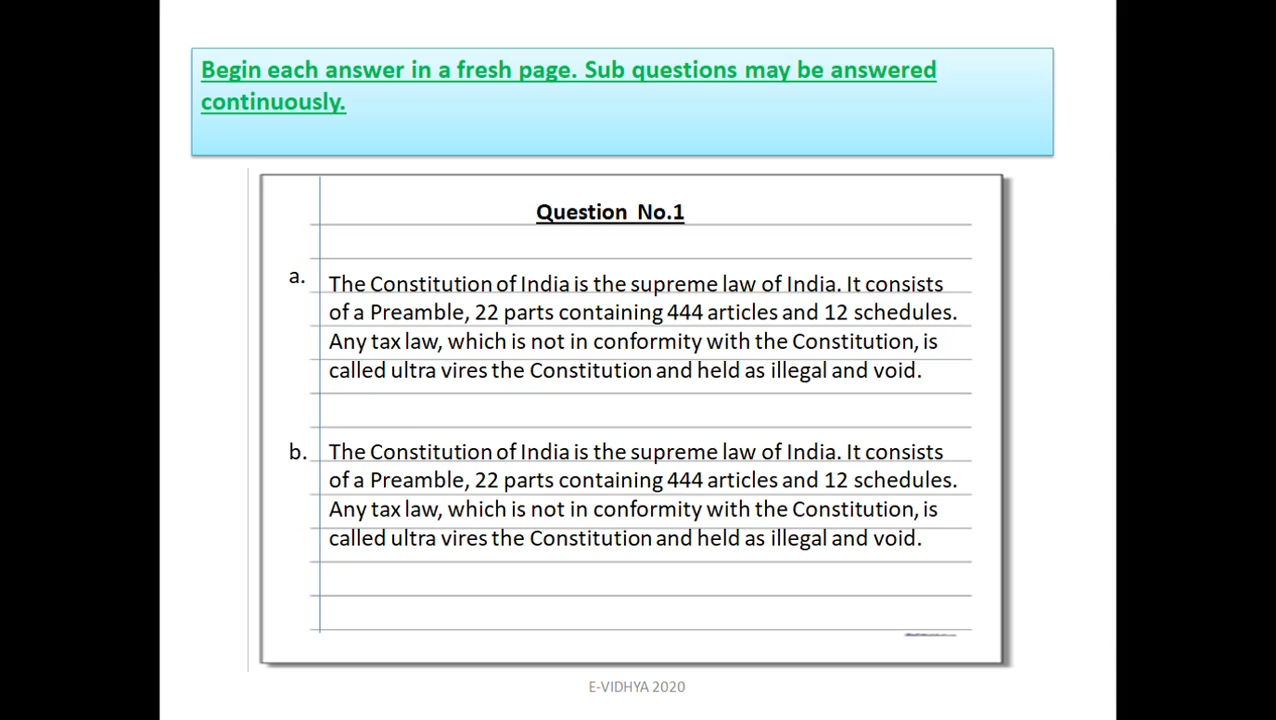 Begin each answer in a fresh page. Sub questions may be answered
continuously.
Question No.1
a. The Constitution of India is the supreme law of India. It consists
of a Preamble, 22 parts containing 444 articles and 12 schedules.
Any tax law, which is not in conformity with the Constitution, is
called ultra vires the Constitution and held as illegal and void.
b. The Constitution of India is the supreme law of India. It consists
of a Preamble, 22 parts containing 444 articles and 12 schedules.
Any tax law, which is not in conformity with the Constitution, is
called ultra vires the Constitution and held as illegal and void.
E-VIDHYA 2020